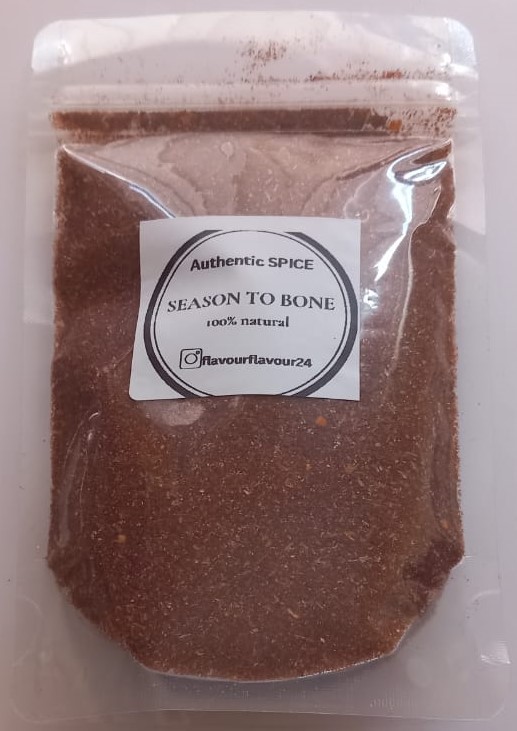 Authentic SPICE
SEASON TO BONE
100% natural
flavourflavour24